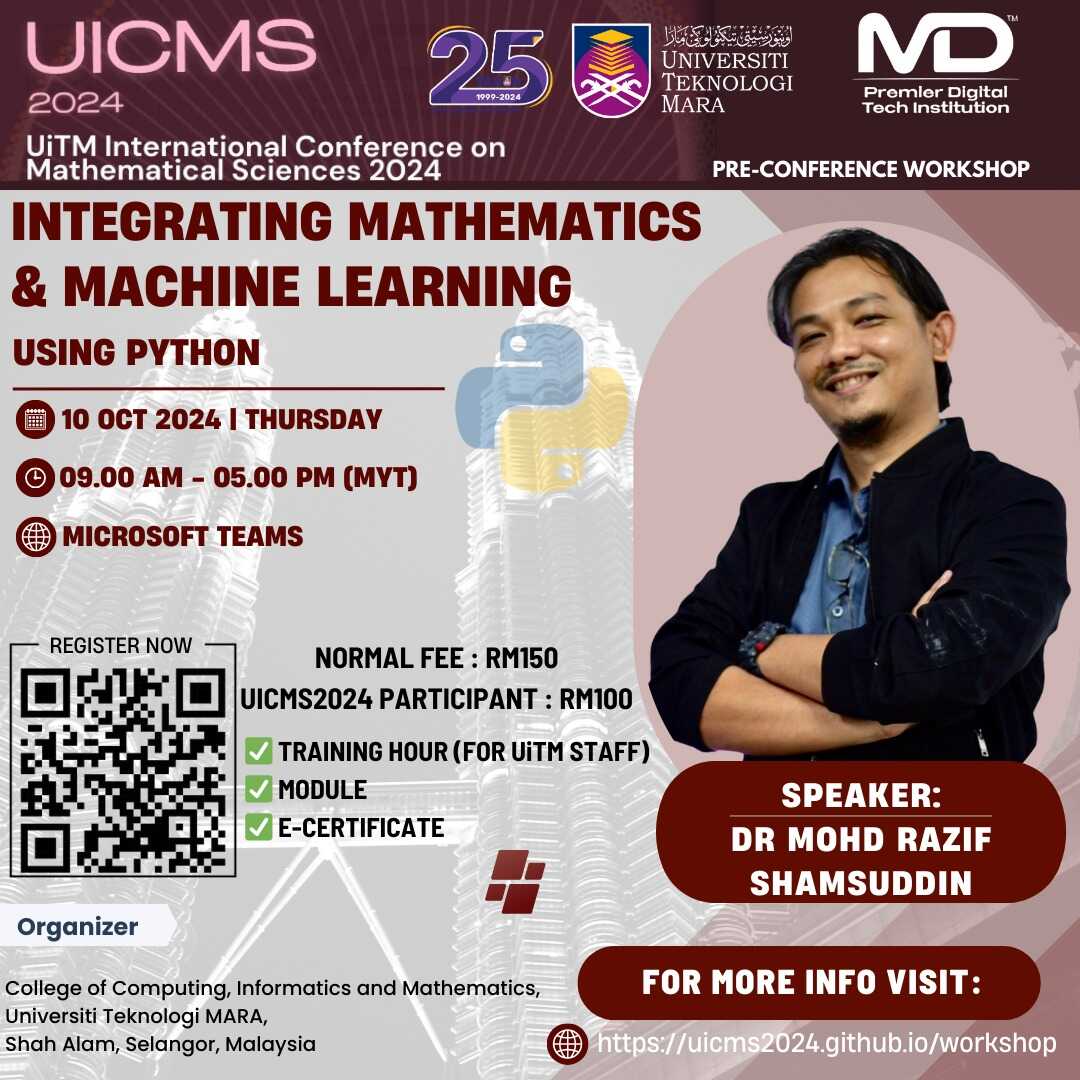 UICMS
2024
UiTM International Conference on
Mathematical Sciences 2024
25
1999-2024
UNIVERSITI
TEKNOLOGI
MARA
MD™
Premier Digital
Tech Institution
PRE-CONFERENCE WORKSHOP
INTEGRATING MATHEMATICS
& MACHINE LEARNING
USING PYTHON
10 OCT 2024 | THURSDAY
09.00 AM – 05.00 PM (MYT)
MICROSOFT TEAMS
REGISTER NOW
NORMAL FEE : RM150
UICMS2024 PARTICIPANT : RM100
TRAINING HOUR (FOR UiTM STAFF)
MODULE
E-CERTIFICATE
SPEAKER:
DR MOHD RAZIF
SHAMSUDDIN
Organizer
College of Computing, Informatics and Mathematics,
Universiti Teknologi MARA,
Shah Alam, Selangor, Malaysia
FOR MORE INFO VISIT:
https://uicms2024.github.io/workshop